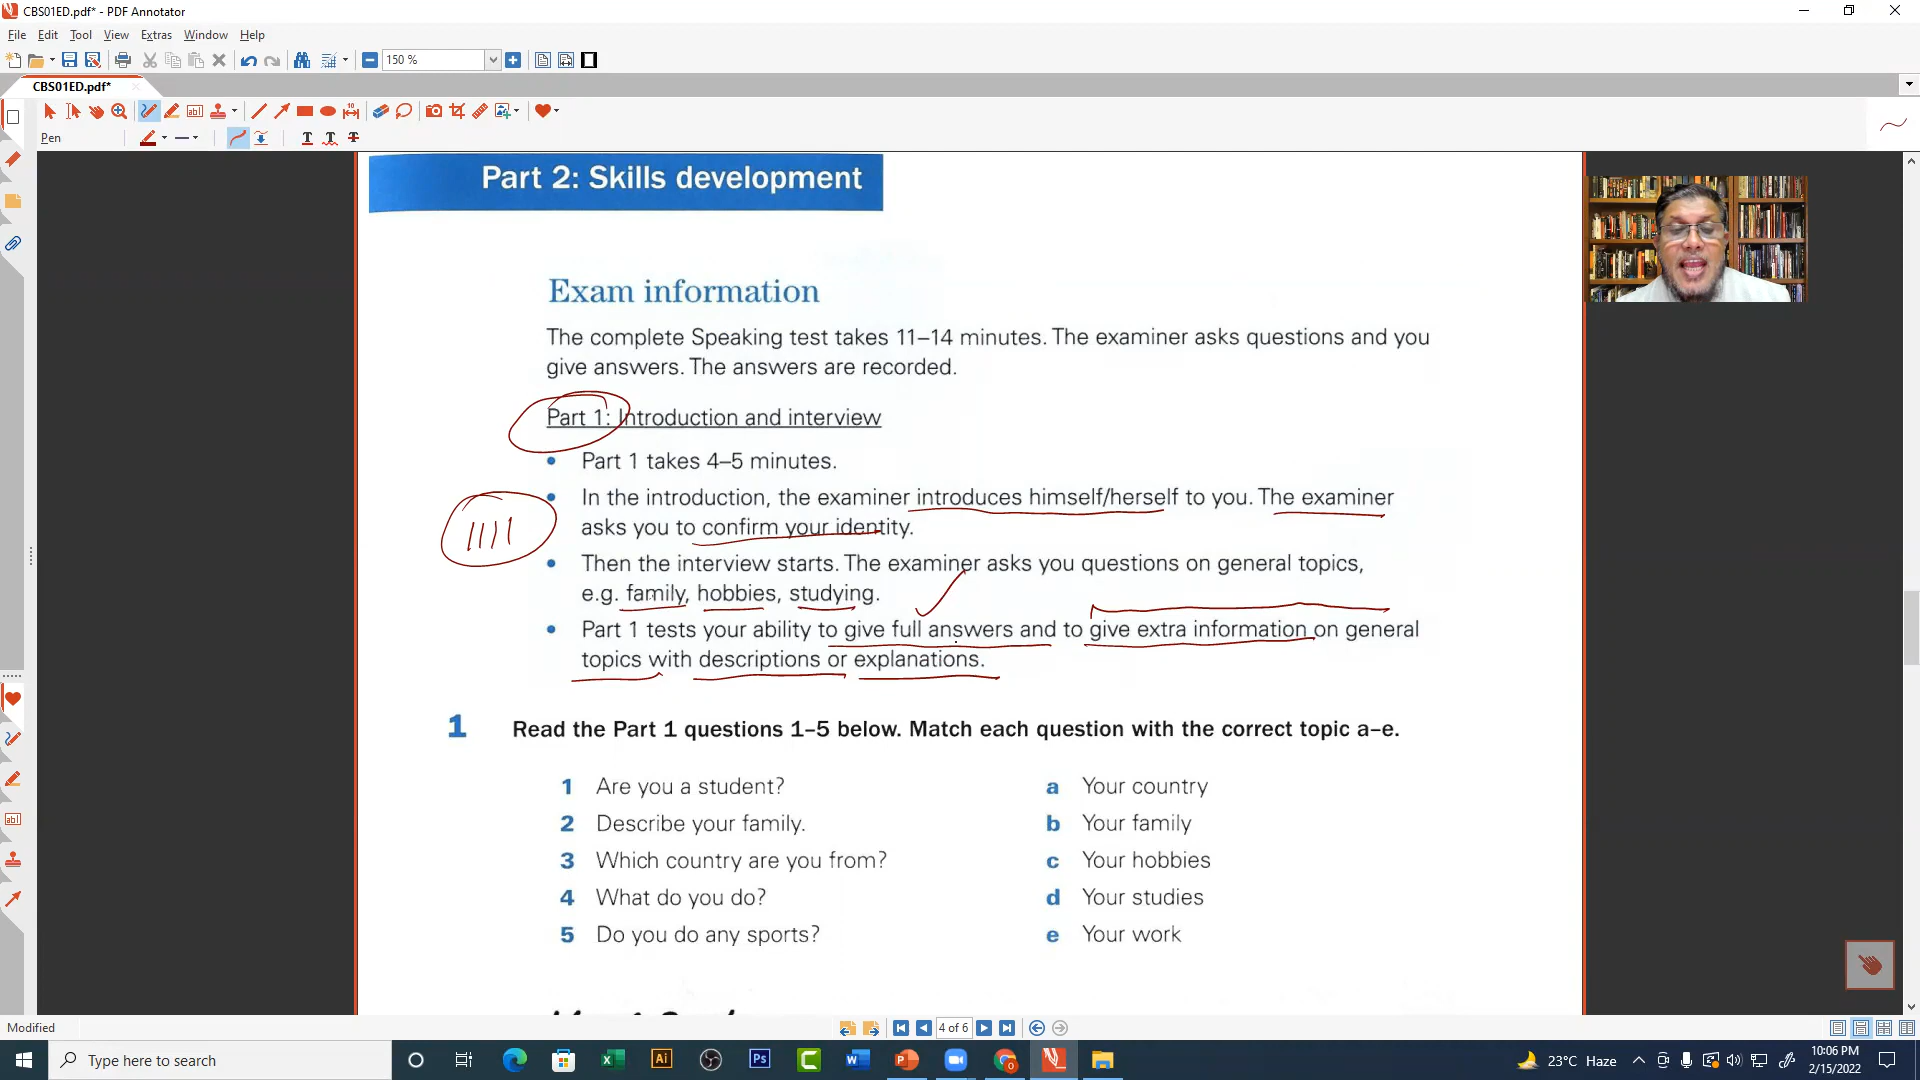 CBS01ED.pdf* - PDF Annotator
File Edit Tool View Extras Window Help
150 %
CBS01ED.pdf*
Pen
Part 2: Skills development
Exam information
The complete Speaking test takes 11–14 minutes. The examiner asks questions and you
give answers. The answers are recorded.
Part 1: Introduction and interview
• Part 1 takes 4–5 minutes.
• In the introduction, the examiner introduces himself/herself to you. The examiner
asks you to confirm your identity.
• Then the interview starts. The examiner asks you questions on general topics,
e.g. family, hobbies, studying.
• Part 1 tests your ability to give full answers and to give extra information on general
topics with descriptions or explanations.
1 Read the Part 1 questions 1–5 below. Match each question with the correct topic a–e.
1 Are you a student? a Your country
2 Describe your family. b Your family
3 Which country are you from? c Your hobbies
4 What do you do? d Your studies
5 Do you do any sports? e Your work
Modified
4 of 6
Type here to search
23°C Haze
10:06 PM
2/15/2022